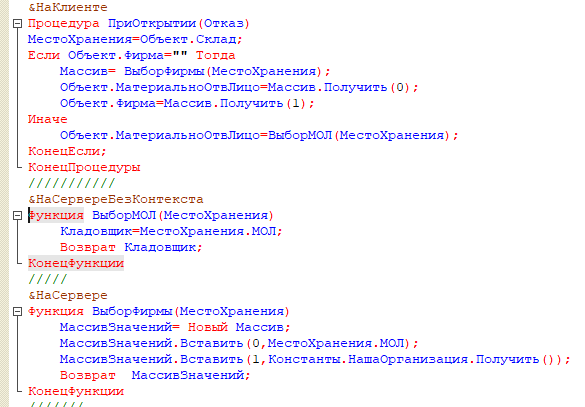 &НаКлиенте
Процедура ПриОткрытии(Отказ)
МестоХранения=Объект.Склад;
Если Объект.Фирма="" Тогда
    Массив= ВыборФирмы(МестоХранения);
    Объект.МатериальноОтвЛицо=Массив.Получить(0);
    Объект.Фирма=Массив.Получить(1);
Иначе
    Объект.МатериальноОтвЛицо=ВыборМОЛ(МестоХранения);
КонецЕсли;
КонецПроцедуры
///////////
&НаСервереБезКонтекста
Функция ВыборМОЛ(МестоХранения)
    Кладовщик=МестоХранения.МОЛ;
    Возврат Кладовщик;
КонецФункции
/////
&НаСервере
Функция ВыборФирмы(МестоХранения)
    МассивЗначений= Новый Массив;
    МассивЗначений.Вставить(0,МестоХранения.МОЛ);
    МассивЗначений.Вставить(1,Константы.НашаОрганизация.Получить());
    Возврат  МассивЗначений;
КонецФункции
///////